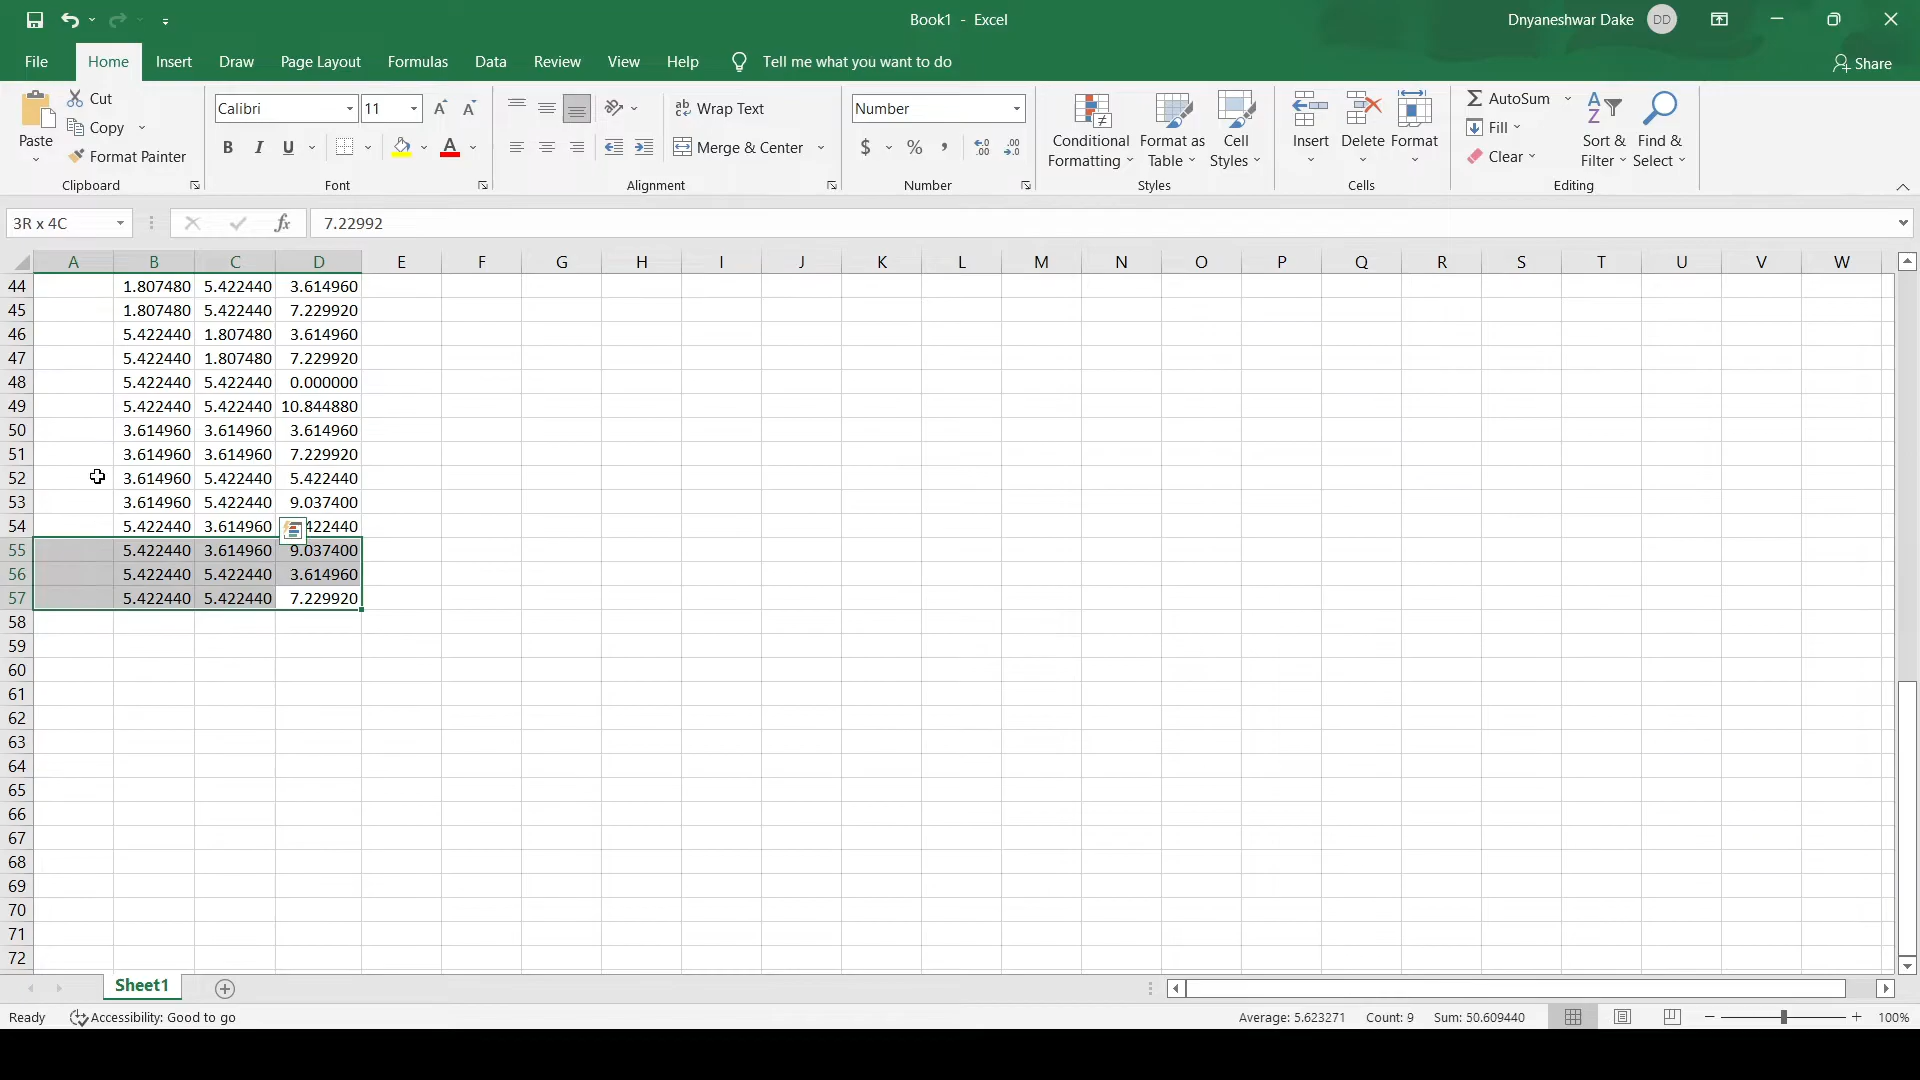 Book1 - Excel
Dnyaneshwar Dake DD
File Home Insert Draw Page Layout Formulas Data Review View Help Tell me what you want to do Share
Paste Cut Copy Format Painter Clipboard
Calibri 11 B I U Font
ab Wrap Text Merge & Center Alignment
Number $ % , Number
Conditional Formatting Format as Table Cell Styles Styles
Insert Delete Format Cells
AutoSum Fill Clear Sort & Filter Find & Select Editing
3R x 4C fx 7.22992
A B C D E F G H I J K L M N O P Q R S T U V W
44 1.807480 5.422440 3.614960
45 1.807480 5.422440 7.229920
46 5.422440 1.807480 3.614960
47 5.422440 1.807480 7.229920
48 5.422440 5.422440 0.000000
49 5.422440 5.422440 10.844880
50 3.614960 3.614960 3.614960
51 3.614960 3.614960 7.229920
52 3.614960 5.422440 5.422440
53 3.614960 5.422440 9.037400
54 5.422440 3.614960 422440
55 5.422440 3.614960 9.037400
56 5.422440 5.422440 3.614960
57 5.422440 5.422440 7.229920
58
59
60
61
62
63
64
65
66
67
68
69
70
71
72
Sheet1
Ready Accessibility: Good to go Average: 5.623271 Count: 9 Sum: 50.609440 100%